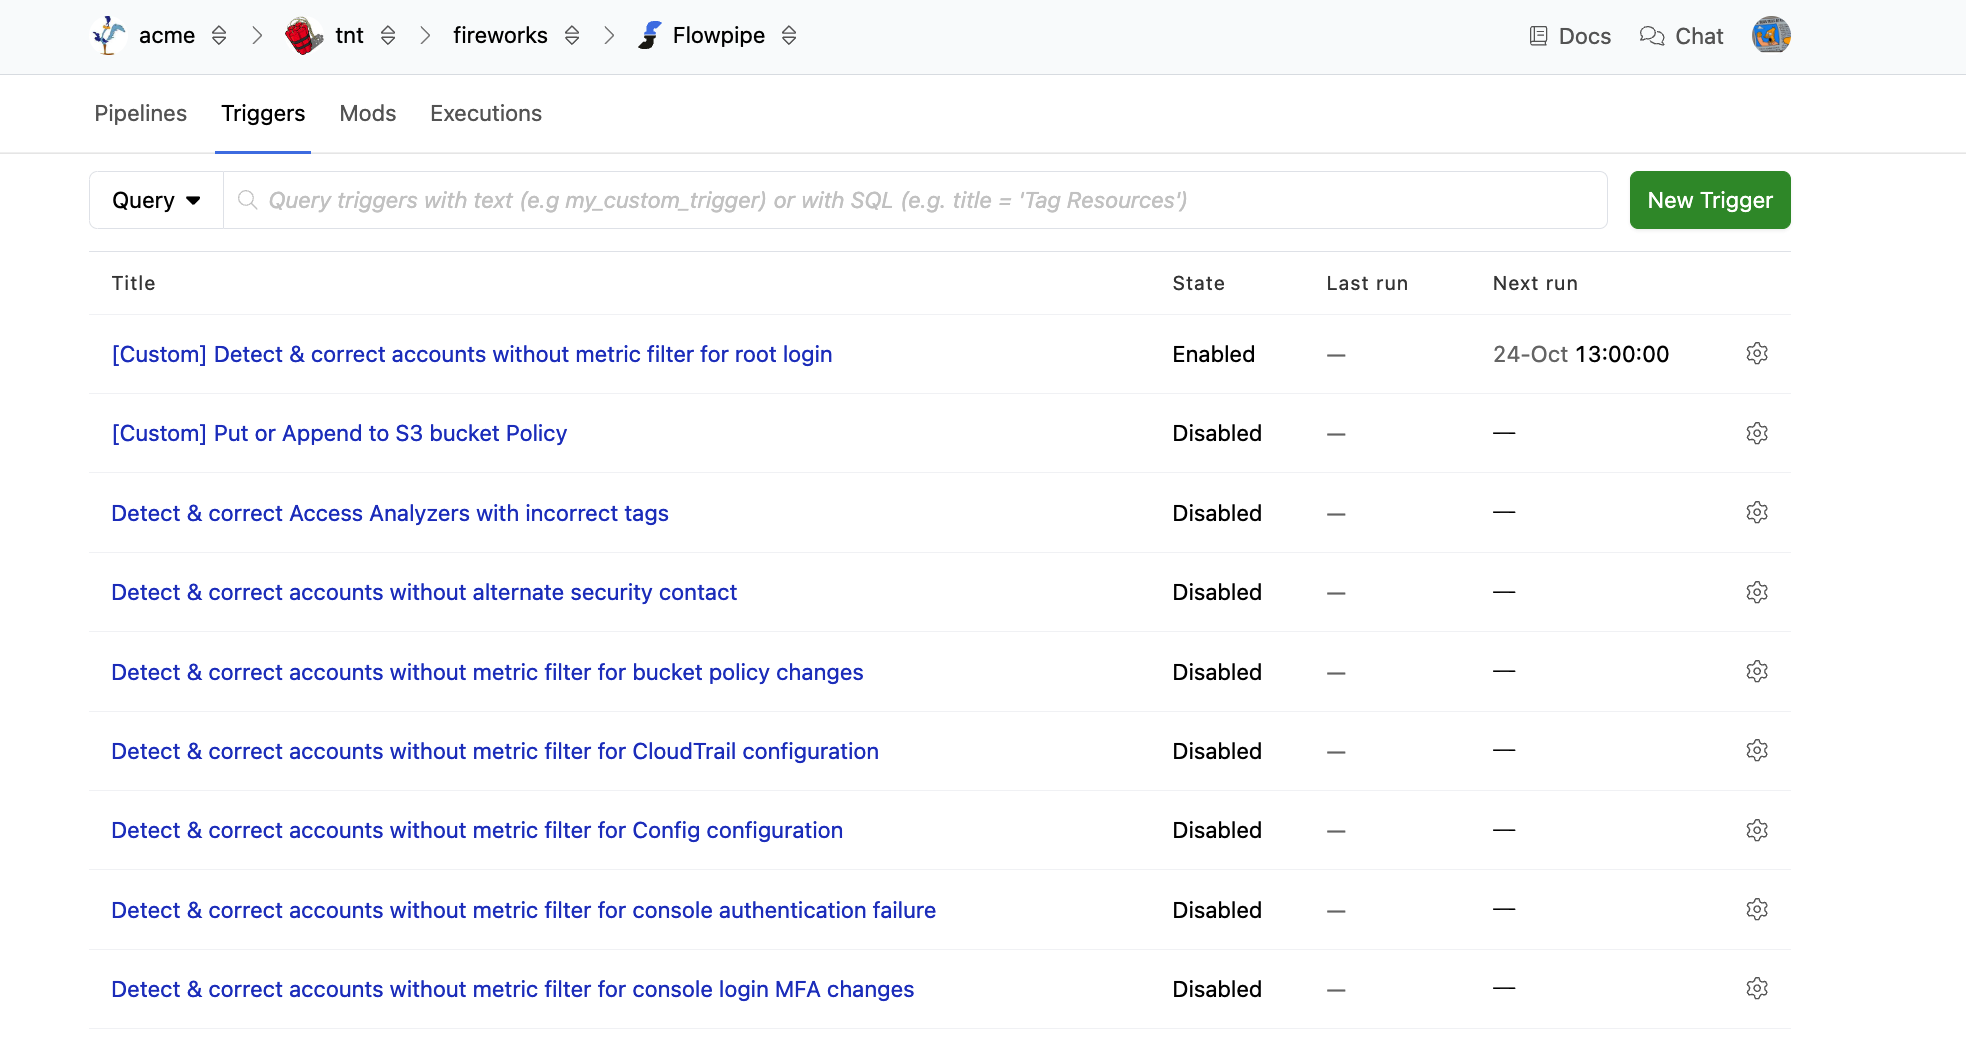 acme tnt fireworks Flowpipe Docs Chat
Pipelines Triggers Mods Executions
Query Query triggers with text (e.g my_custom_trigger) or with SQL (e.g. title = 'Tag Resources') New Trigger
Title State Last run Next run
[Custom] Detect & correct accounts without metric filter for root login Enabled — 24-Oct 13:00:00
[Custom] Put or Append to S3 bucket Policy Disabled — —
Detect & correct Access Analyzers with incorrect tags Disabled — —
Detect & correct accounts without alternate security contact Disabled — —
Detect & correct accounts without metric filter for bucket policy changes Disabled — —
Detect & correct accounts without metric filter for CloudTrail configuration Disabled — —
Detect & correct accounts without metric filter for Config configuration Disabled — —
Detect & correct accounts without metric filter for console authentication failure Disabled — —
Detect & correct accounts without metric filter for console login MFA changes Disabled — —